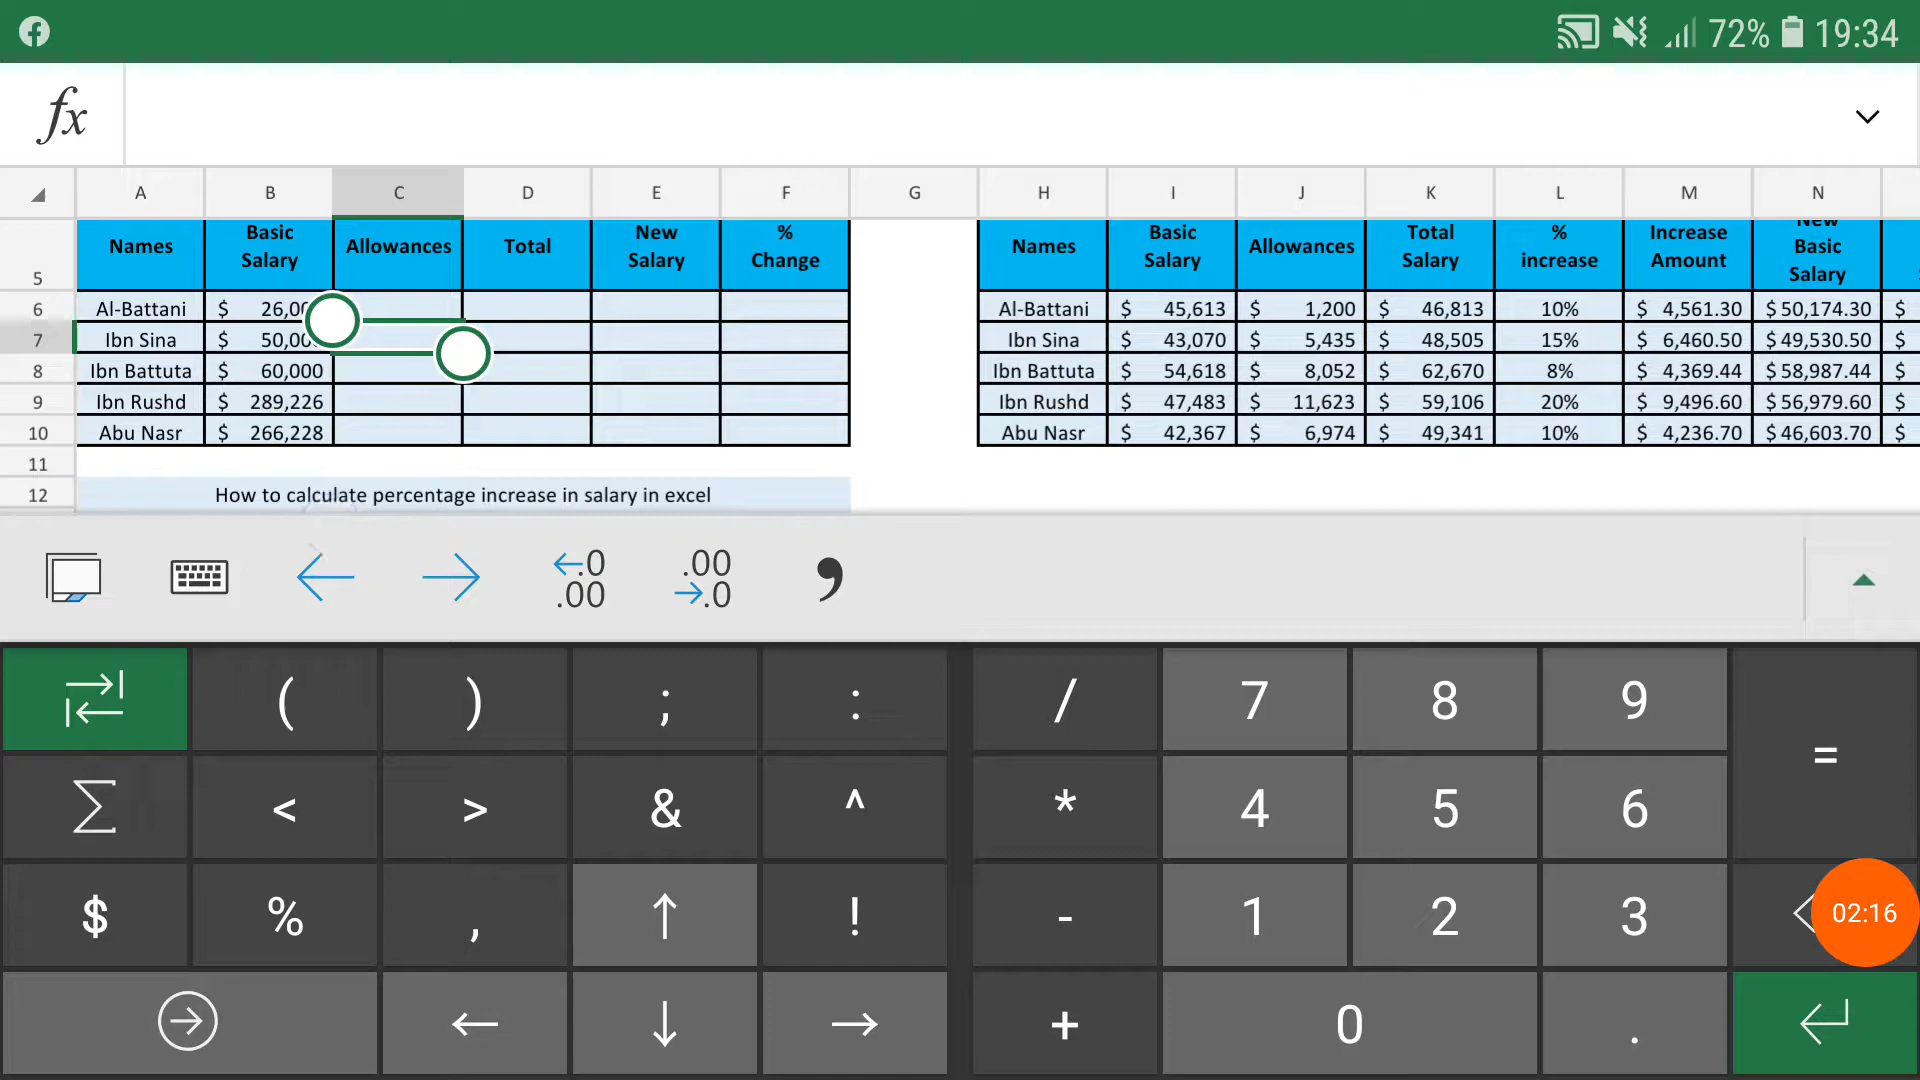 72% 19:34
fx
A B C D E F G H I J K L M N
5 Names Basic Salary Allowances Total New Salary % Change Names Basic Salary Allowances Total Salary % increase Increase Amount New Basic Salary
6 Al-Battani $ 26,00 Al-Battani $ 45,613 $ 1,200 $ 46,813 10% $ 4,561.30 $ 50,174.30 $
7 Ibn Sina $ 50,00 Ibn Sina $ 43,070 $ 5,435 $ 48,505 15% $ 6,460.50 $ 49,530.50 $
8 Ibn Battuta $ 60,000 Ibn Battuta $ 54,618 $ 8,052 $ 62,670 8% $ 4,369.44 $ 58,987.44 $
9 Ibn Rushd $ 289,226 Ibn Rushd $ 47,483 $ 11,623 $ 59,106 20% $ 9,496.60 $ 56,979.60 $
10 Abu Nasr $ 266,228 Abu Nasr $ 42,367 $ 6,974 $ 49,341 10% $ 4,236.70 $ 46,603.70 $
11
12 How to calculate percentage increase in salary in excel
←.0 .00 .00 →.0 ,
( ) ; : / 7 8 9 =
Σ < > & ^ * 4 5 6
$ % , ↑ ! - 1 2 3 02:16
← ↓ → + 0 .